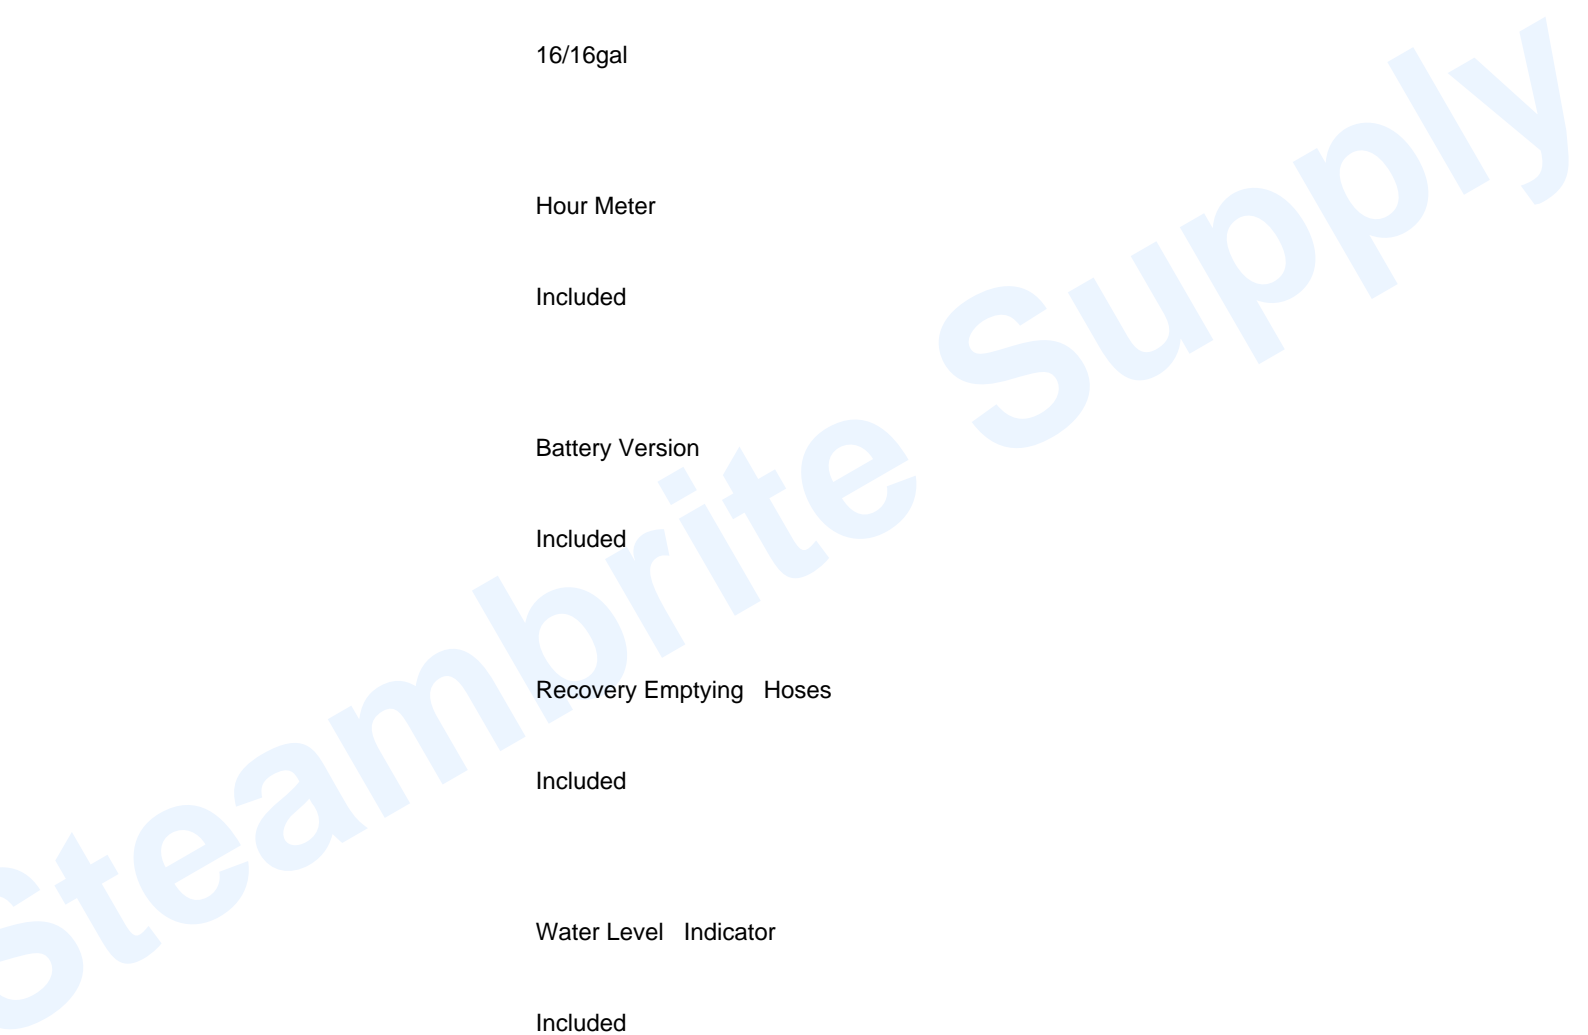 16/16gal
Hour Meter
Included
Battery Version
Included
Recovery Emptying   Hoses
Included
Water Level   Indicator
Included
Steambrite Supply